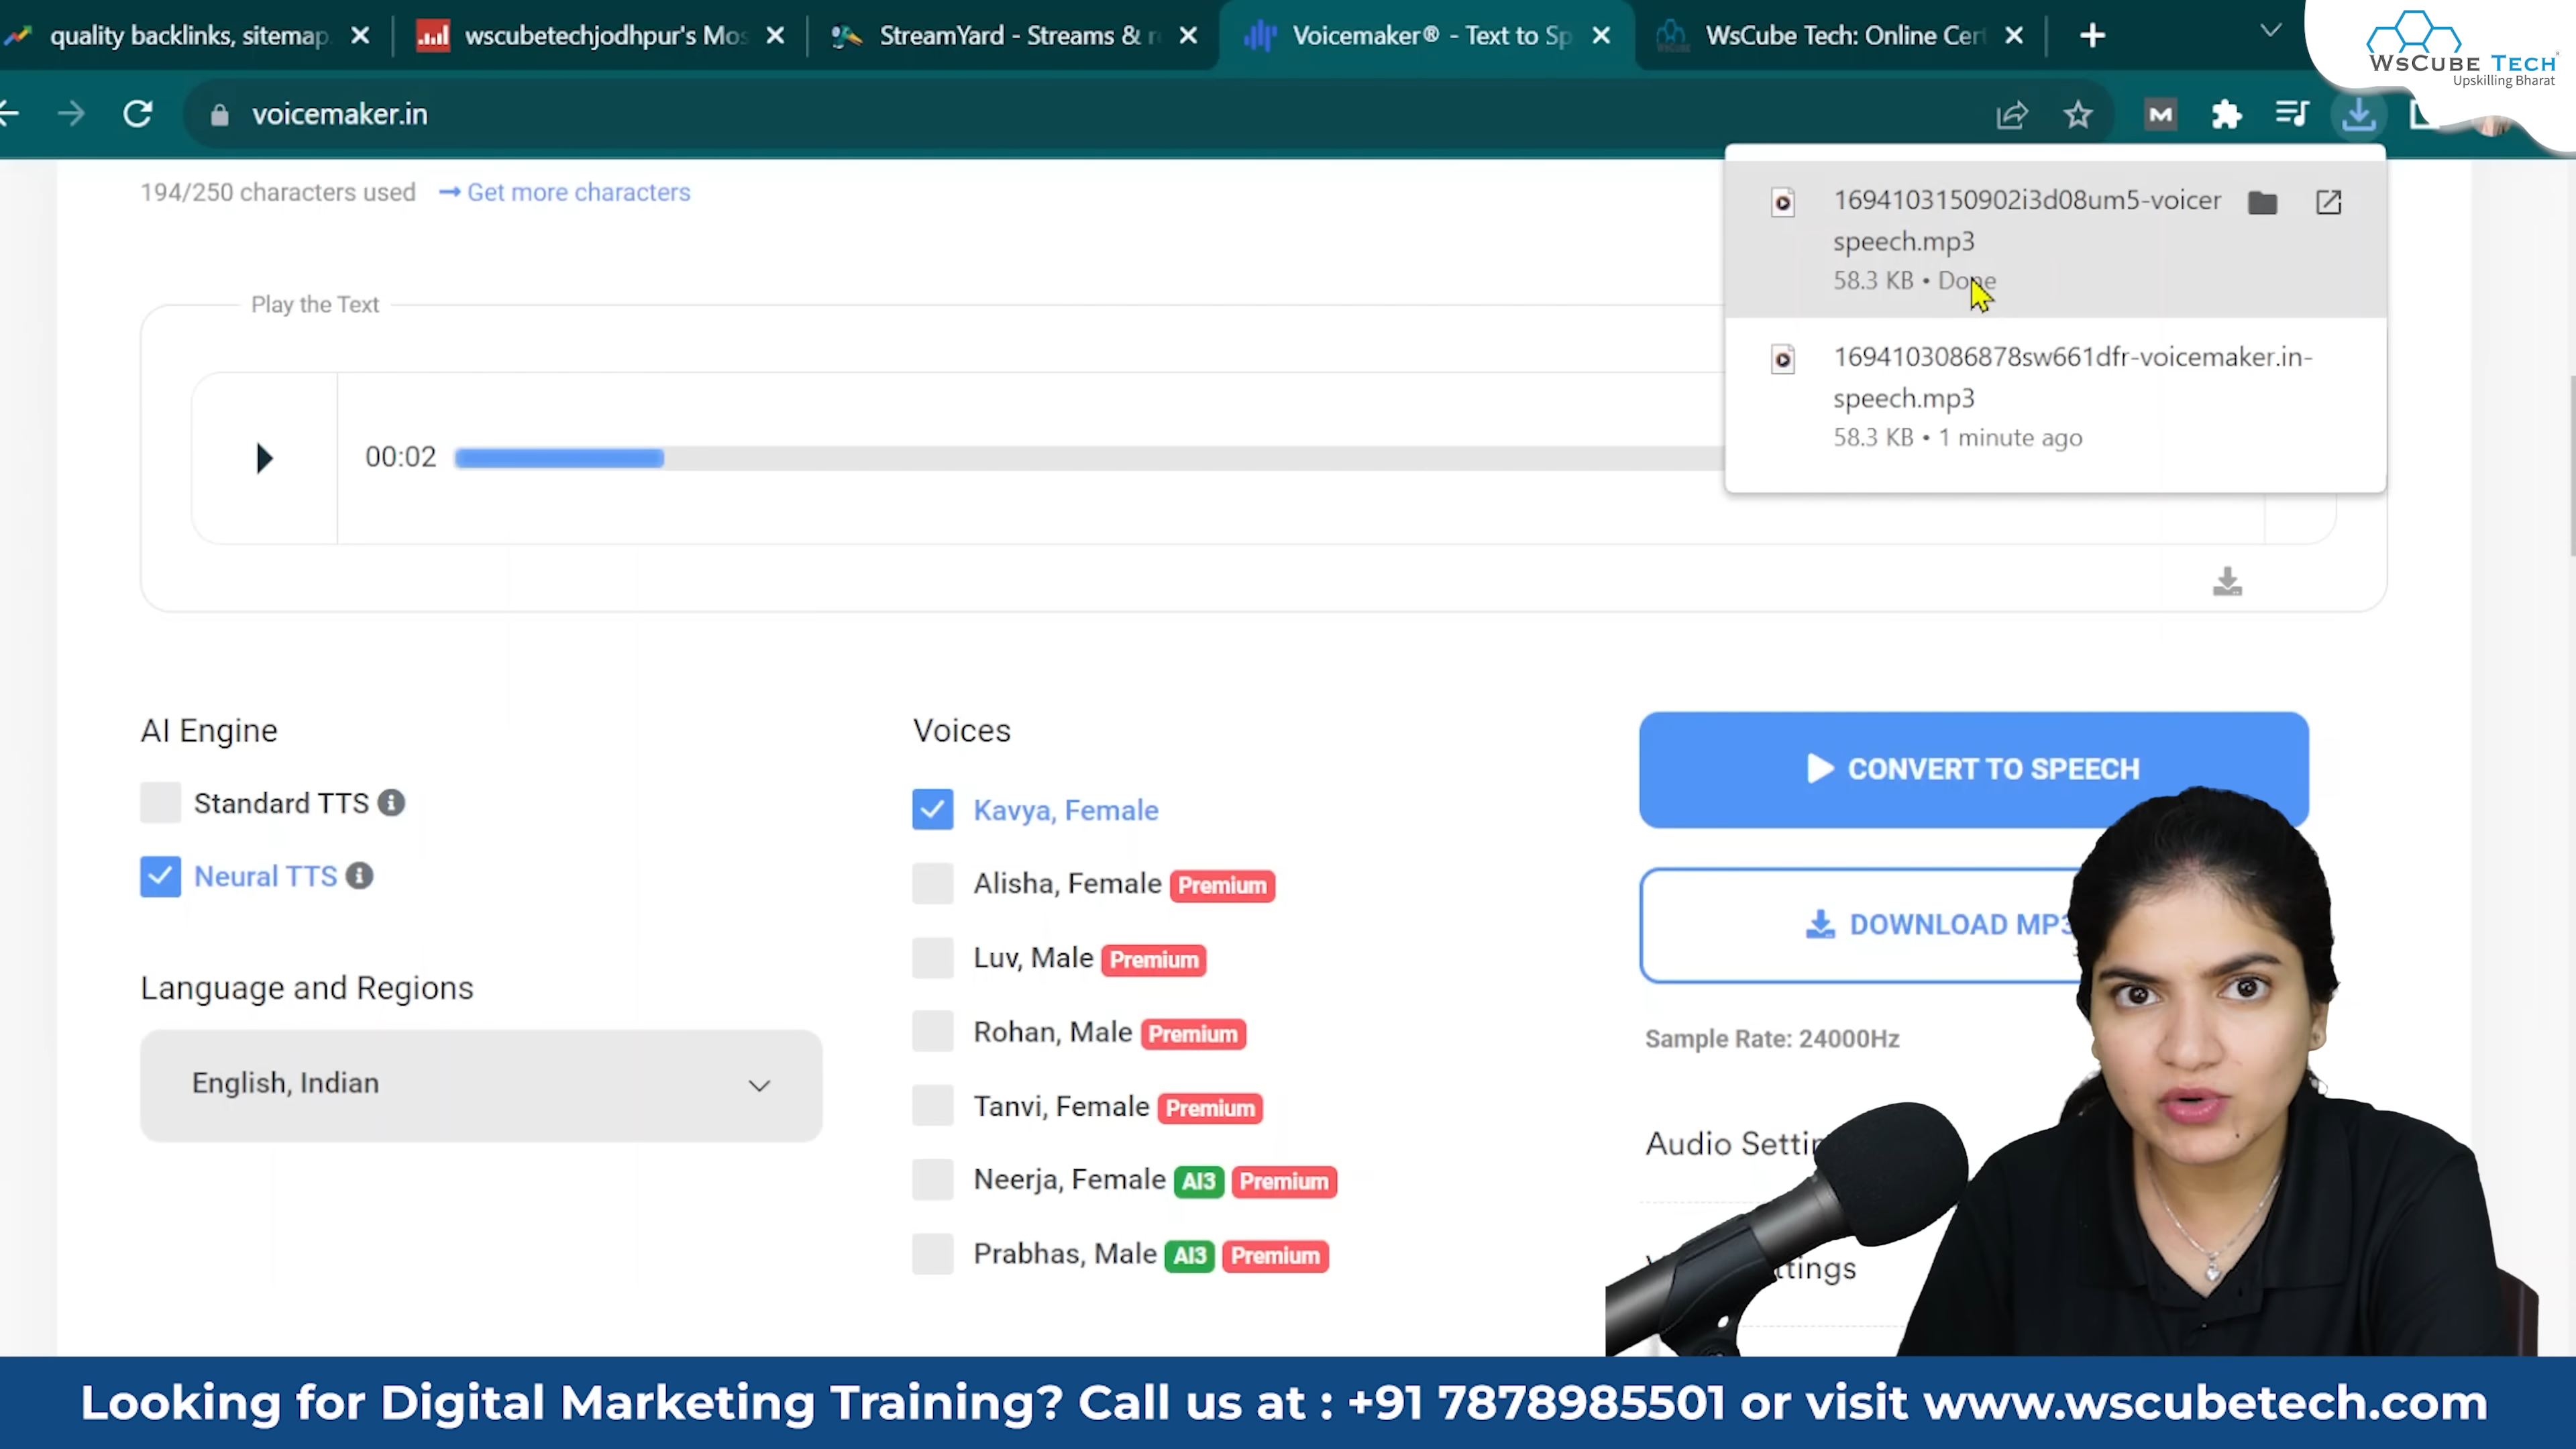 quality backlinks, sitemap
wscubetechjodhpur's Mos
StreamYard - Streams & r
Voicemaker® - Text to Sp
WsCube Tech: Online Cert
WsCube Tech
Upskilling Bharat
voicemaker.in
M
194/250 characters used
Get more characters
1694103150902i3d08um5-voicer
speech.mp3
58.3 KB • Done
1694103086878sw661dfr-voicemaker.in-
speech.mp3
58.3 KB • 1 minute ago
Play the Text
00:02
AI Engine
Standard TTS
Neural TTS
Language and Regions
English, Indian
Voices
Kavya, Female
Alisha, Female Premium
Luv, Male Premium
Rohan, Male Premium
Tanvi, Female Premium
Neerja, Female AI3 Premium
Prabhas, Male AI3 Premium
CONVERT TO SPEECH
DOWNLOAD MP3
Sample Rate: 24000Hz
Audio Settin
ttings
Looking for Digital Marketing Training? Call us at : +91 7878985501 or visit www.wscubetech.com